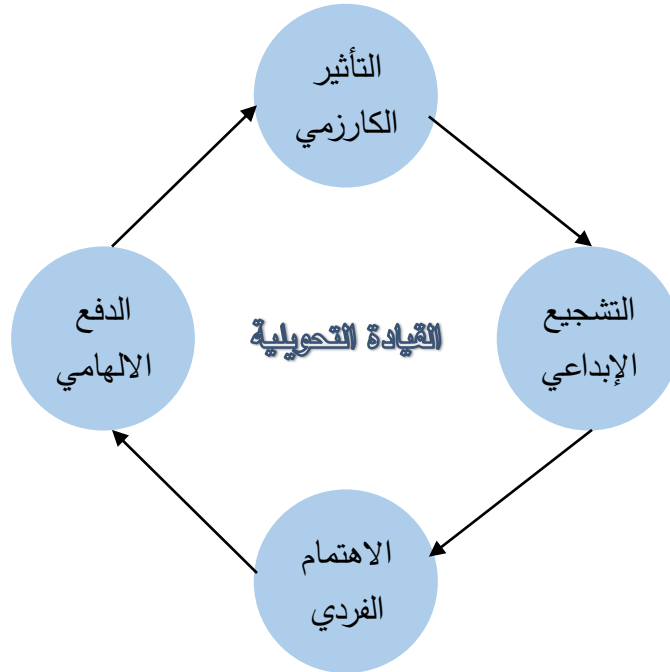 التأثير
الكارزمي
التشجيع
الإبداعي
القيادة التحويلية
الدفع
الالهامي
الاهتمام
الفردي